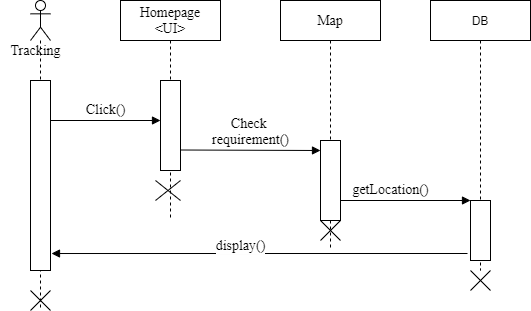 Homepage
<UI>
Map
DB
Tracking
Click()
Check
requirement()
getLocation()
display()